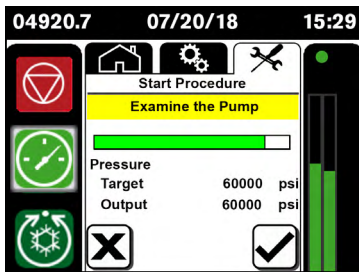 04920.7 07/20/18 15:29
Start Procedure
Examine the Pump
Pressure
Target 60000 psi
Output 60000 psi